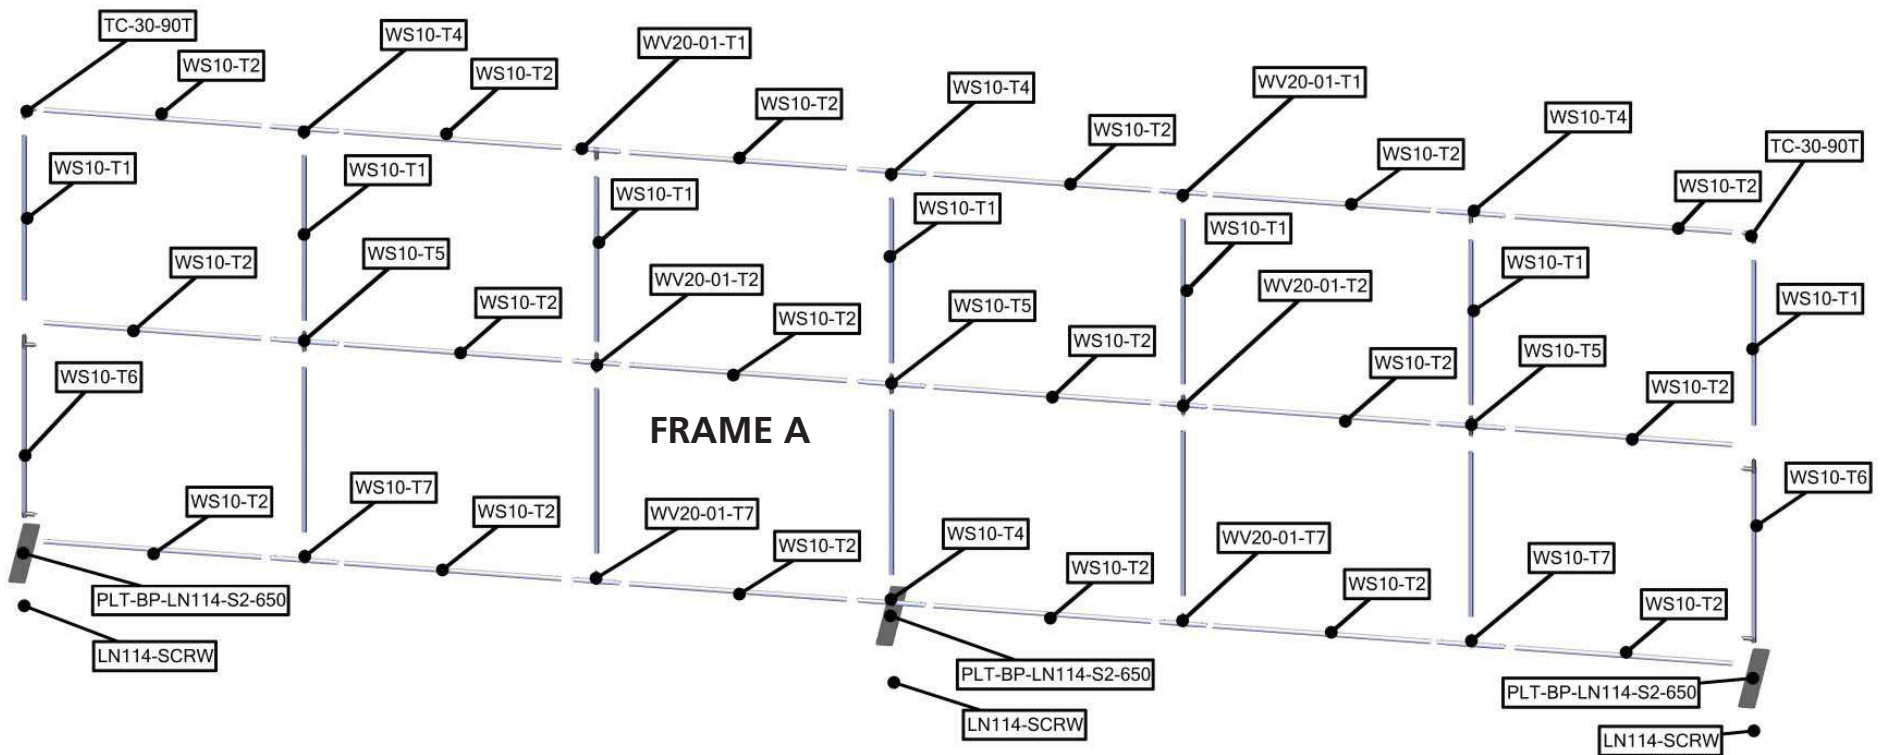 TC-30-90T
WS10-T2
WS10-T4
WS10-T2
WV20-01-T1
WS10-T2
WS10-T4
WS10-T2
WV20-01-T1
WS10-T2
WS10-T4
WS10-T2
TC-30-90T
WS10-T1
WS10-T1
WS10-T1
WS10-T1
WS10-T1
WS10-T1
WS10-T1
WS10-T2
WS10-T5
WS10-T2
WV20-01-T2
WS10-T2
WS10-T5
WS10-T2
WV20-01-T2
WS10-T2
WS10-T5
WS10-T2
WS10-T6
FRAME A
WS10-T6
WS10-T2
WS10-T7
WS10-T2
WV20-01-T7
WS10-T2
WS10-T4
WS10-T2
WV20-01-T7
WS10-T2
WS10-T7
WS10-T2
PLT-BP-LN114-S2-650
LN114-SCRW
PLT-BP-LN114-S2-650
LN114-SCRW
PLT-BP-LN114-S2-650
LN114-SCRW